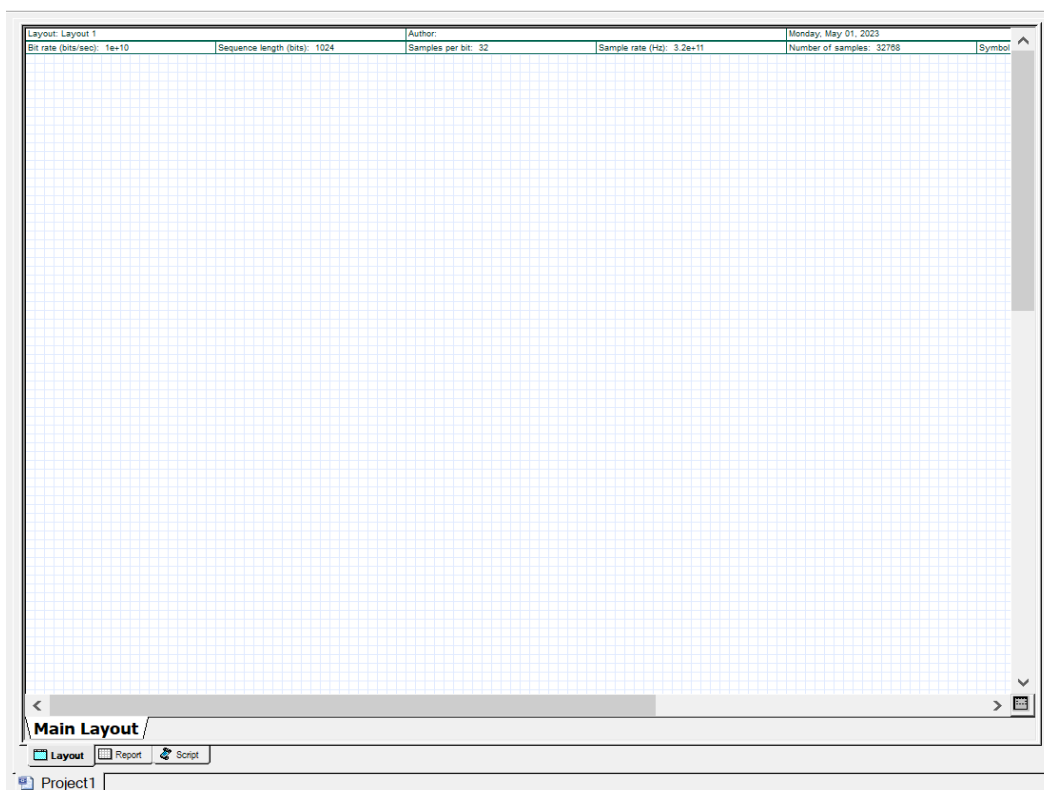 Layout: Layout 1 Author: Monday, May 01, 2023
Bit rate (bits/sec): 1e+10 Sequence length (bits): 1024 Samples per bit: 32 Sample rate (Hz): 3.2e+11 Number of samples: 32768 Symbol
Main Layout
Layout Report Script
Project1